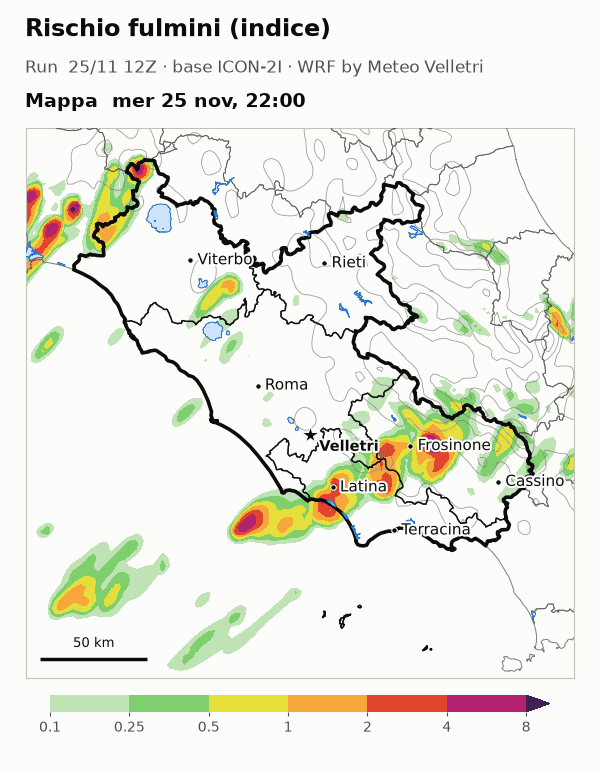 Rischio fulmini (indice)
Run  25/11 12Z · base ICON-2I · WRF by Meteo Velletri
Mappa  mer 25 nov, 22:00
Viterbo
Rieti
Roma
Velletri
Frosinone
Latina
Cassino
Terracina
50 km
0.1 0.25 0.5 1 2 4 8